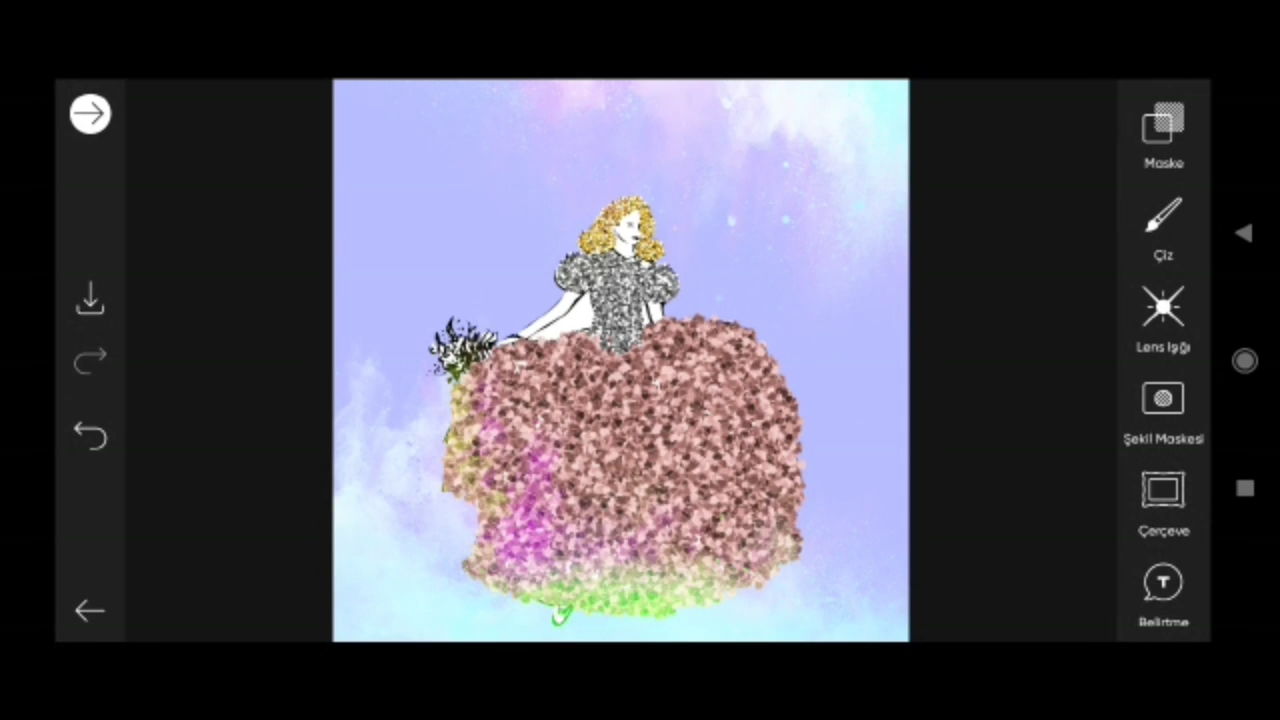 Maske
Çiz
Lens Işığı
Şekil Maskesi
Çerçeve
T
Belirtme